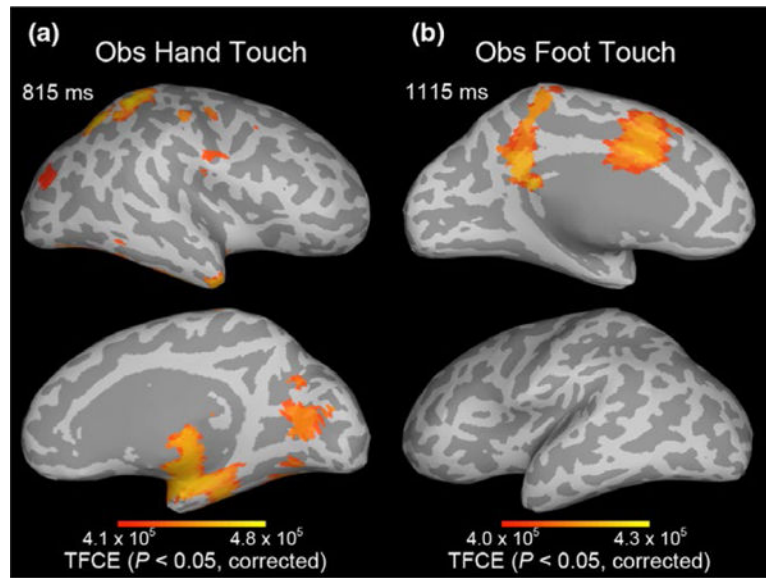 (a)
Obs Hand Touch
815 ms
4.1 x 10⁵
4.8 x 10⁵
TFCE (P < 0.05, corrected)
(b)
Obs Foot Touch
1115 ms
4.0 x 10⁵
4.3 x 10⁵
TFCE (P < 0.05, corrected)